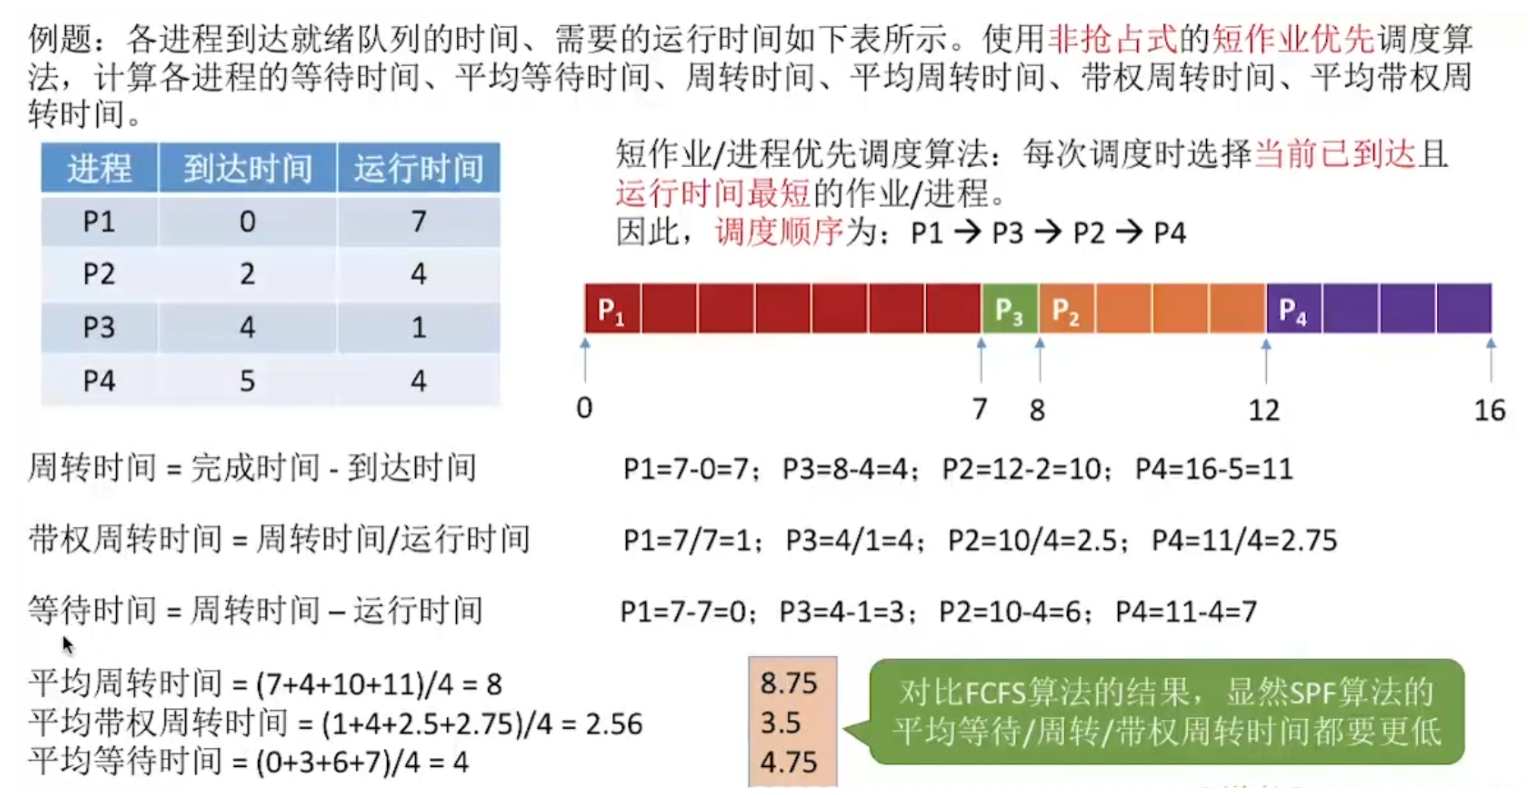 例题：各进程到达就绪队列的时间、需要的运行时间如下表所示。使用非抢占式的短作业优先调度算
法，计算各进程的等待时间、平均等待时间、周转时间、平均周转时间、带权周转时间、平均带权周
转时间。
进程 到达时间 运行时间
P1 0 7
P2 2 4
P3 4 1
P4 5 4
短作业/进程优先调度算法：每次调度时选择当前已到达且
运行时间最短的作业/进程。
因此，调度顺序为：P1 → P3 → P2 → P4
P1 P3 P2 P4
0 7 8 12 16
周转时间 = 完成时间 - 到达时间 P1=7-0=7；P3=8-4=4；P2=12-2=10；P4=16-5=11
带权周转时间 = 周转时间/运行时间 P1=7/7=1；P3=4/1=4；P2=10/4=2.5；P4=11/4=2.75
等待时间 = 周转时间 – 运行时间 P1=7-7=0；P3=4-1=3；P2=10-4=6；P4=11-4=7
平均周转时间 = (7+4+10+11)/4 = 8
平均带权周转时间 = (1+4+2.5+2.75)/4 = 2.56
平均等待时间 = (0+3+6+7)/4 = 4
8.75
3.5
4.75
对比FCFS算法的结果，显然SPF算法的
平均等待/周转/带权周转时间都要更低